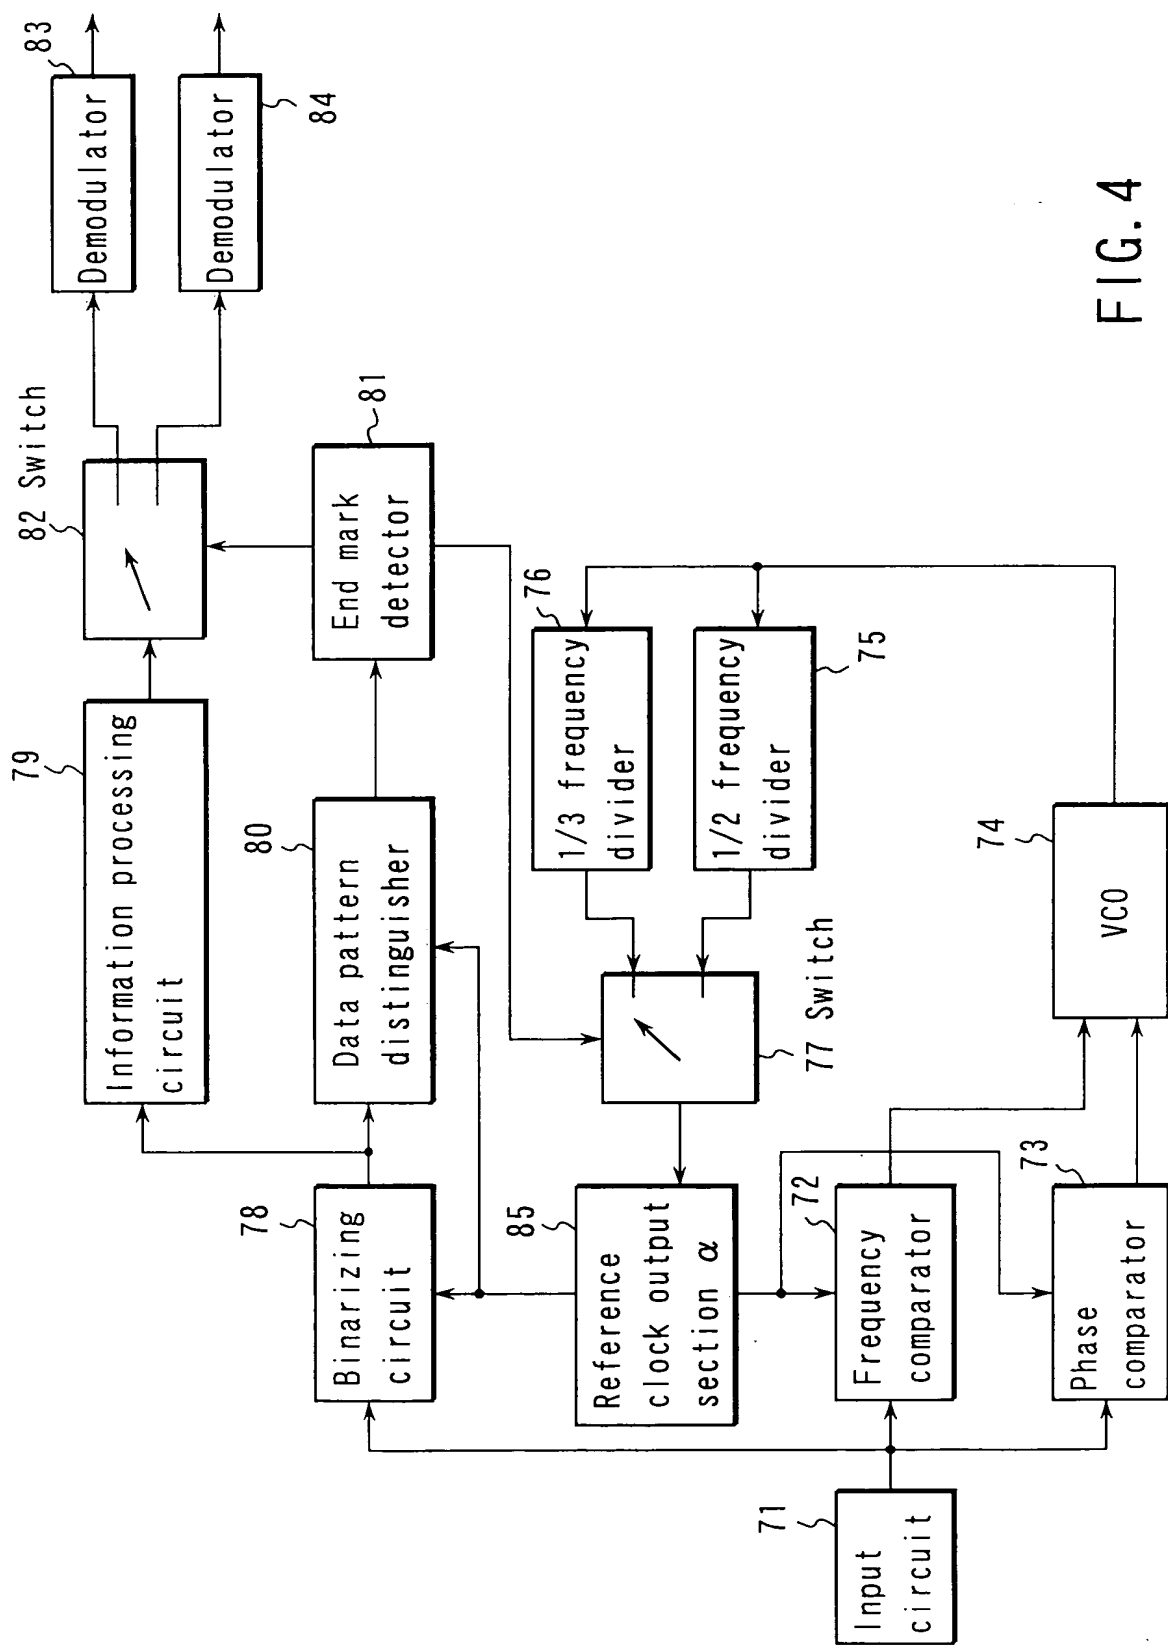 83
Demodulator
Demodulator
84
82 Switch
79
Information processing
circuit
80
Data pattern
distinguisher
End mark
detector
81
78
Binarizing
circuit
76
1/3 frequency
divider
1/2 frequency
divider
75
77 Switch
85
Reference
clock output
section α
72
Frequency
comparator
73
Phase
comparator
74
VCO
71
Input
circuit
FIG. 4